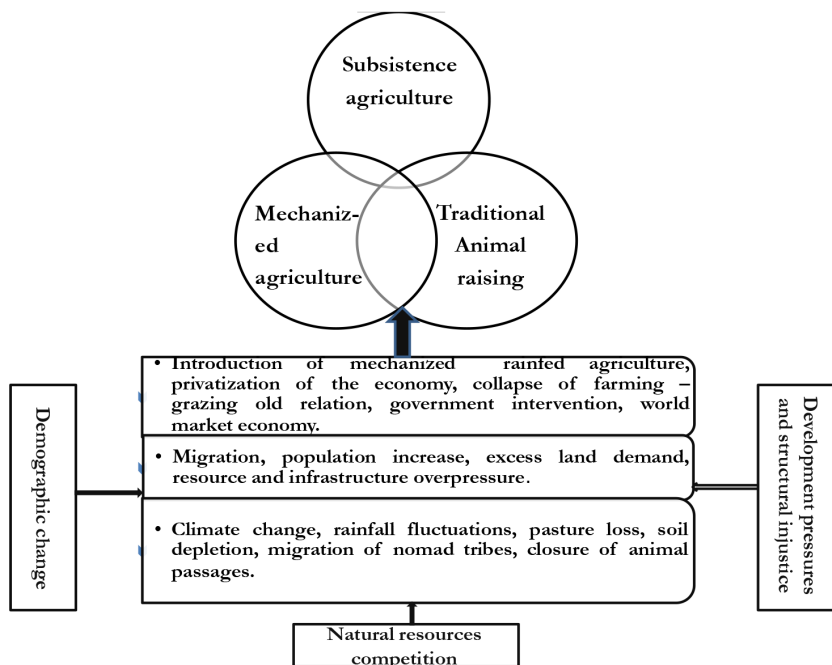 Subsistence
agriculture
Mechaniz-
ed
agriculture
Traditional
Animal
raising
• Introduction of mechanized rainfed agriculture,
privatization of the economy, collapse of farming –
grazing old relation, government intervention, world
market economy.
• Migration, population increase, excess land demand,
resource and infrastructure overpressure.
• Climate change, rainfall fluctuations, pasture loss, soil
depletion, migration of nomad tribes, closure of animal
passages.
Demographic change
Development pressures
and structural injustice
Natural resources
competition